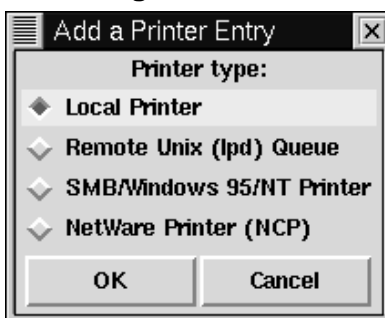 Add a Printer Entry
Printer type:
Local Printer
Remote Unix (lpd) Queue
SMB/Windows 95/NT Printer
NetWare Printer (NCP)
OK
Cancel